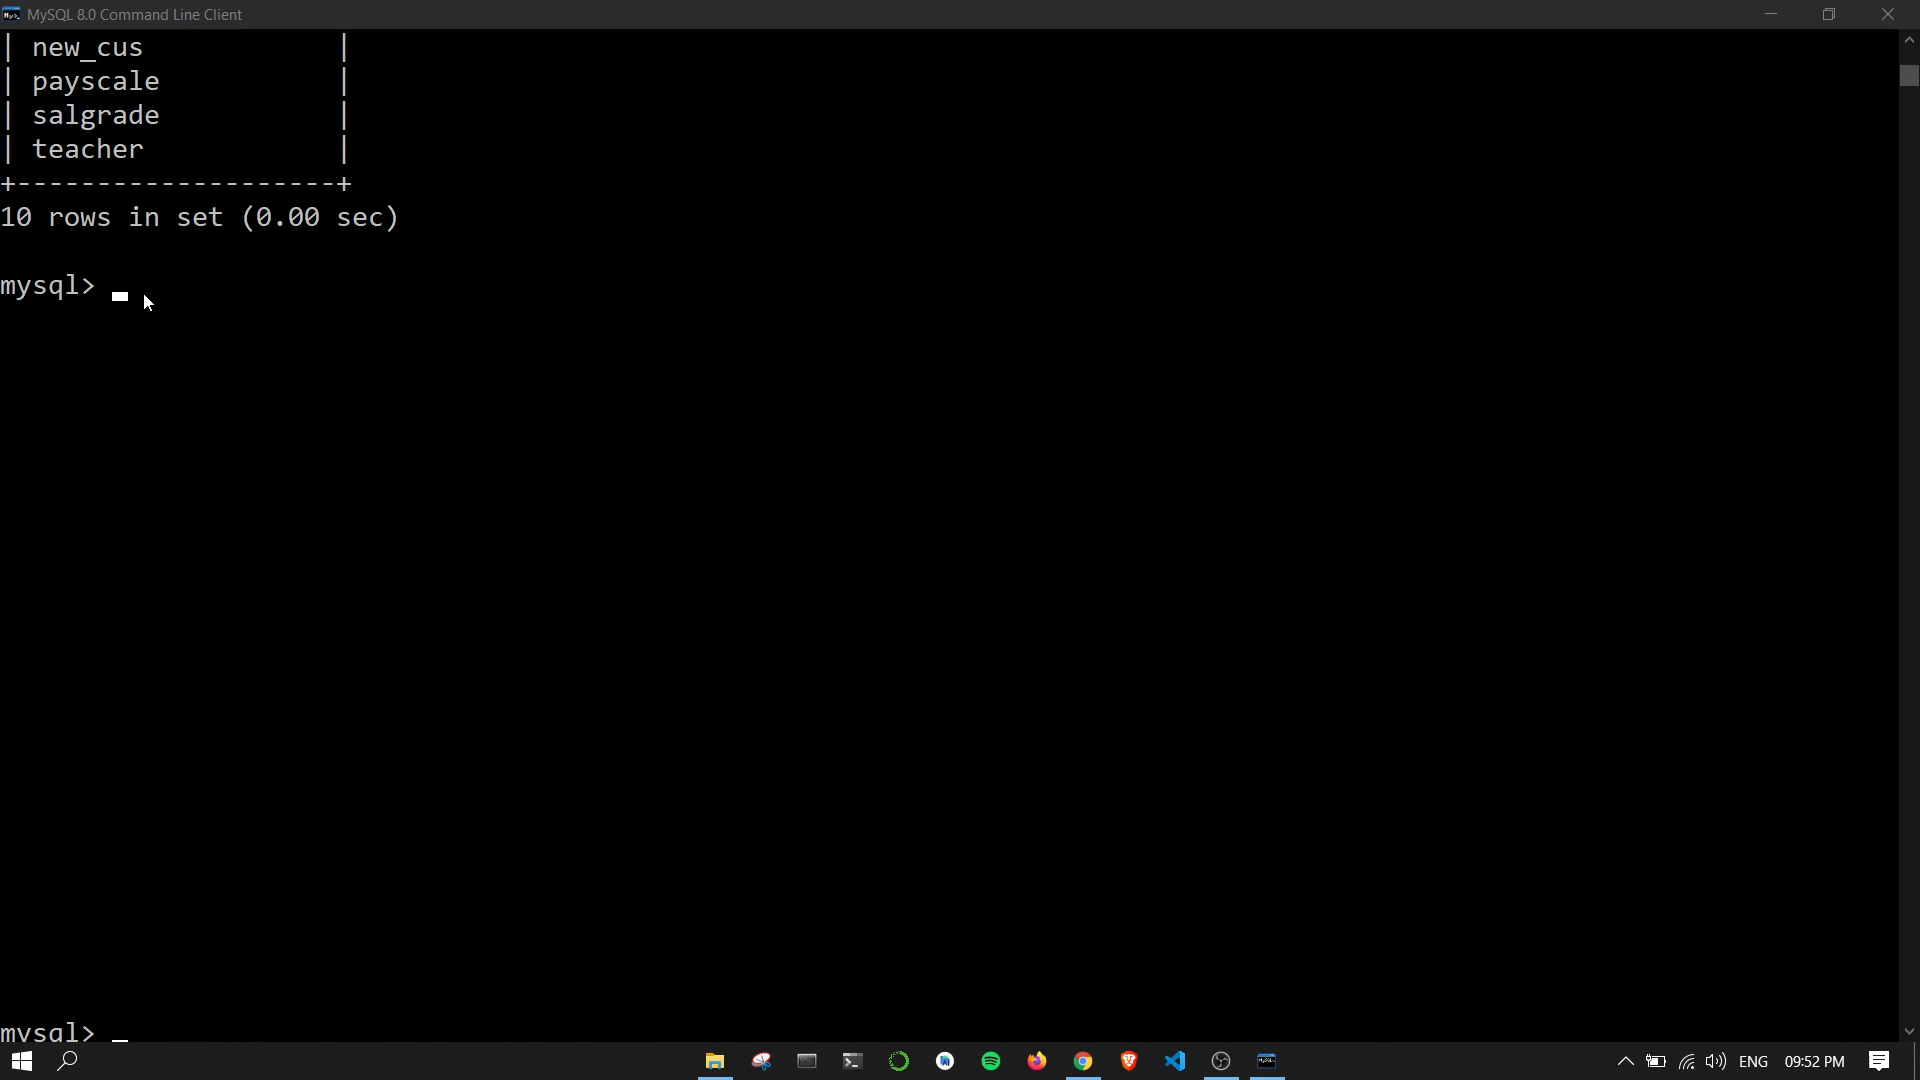 MySQL 8.0 Command Line Client
| new_cus            |
| payscale           |
| salgrade           |
| teacher            |
+--------------------+
10 rows in set (0.00 sec)
mysql>
mysql>
ENG 09:52 PM